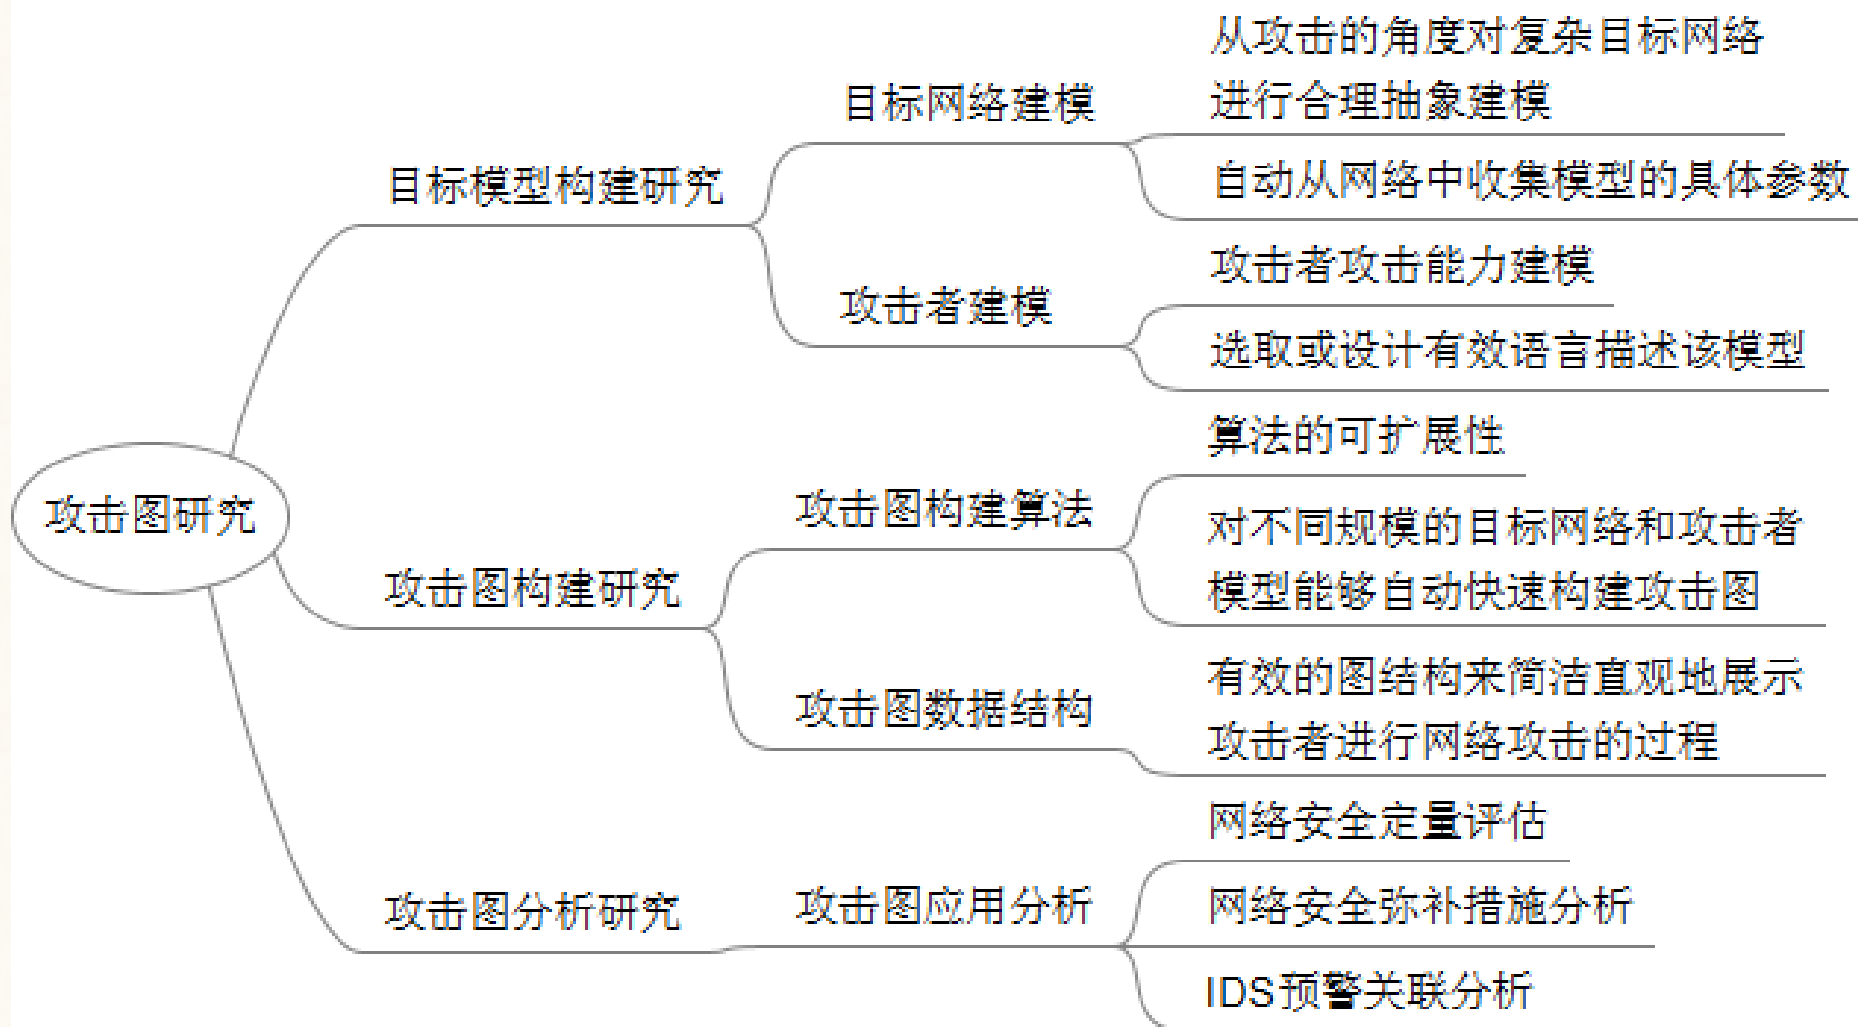 攻击图研究
目标模型构建研究
目标网络建模
从攻击的角度对复杂目标网络
进行合理抽象建模
自动从网络中收集模型的具体参数
攻击者建模
攻击者攻击能力建模
选取或设计有效语言描述该模型
攻击图构建研究
攻击图构建算法
算法的可扩展性
对不同规模的目标网络和攻击者
模型能够自动快速构建攻击图
攻击图数据结构
有效的图结构来简洁直观地展示
攻击者进行网络攻击的过程
攻击图分析研究
攻击图应用分析
网络安全定量评估
网络安全弥补措施分析
IDS预警关联分析